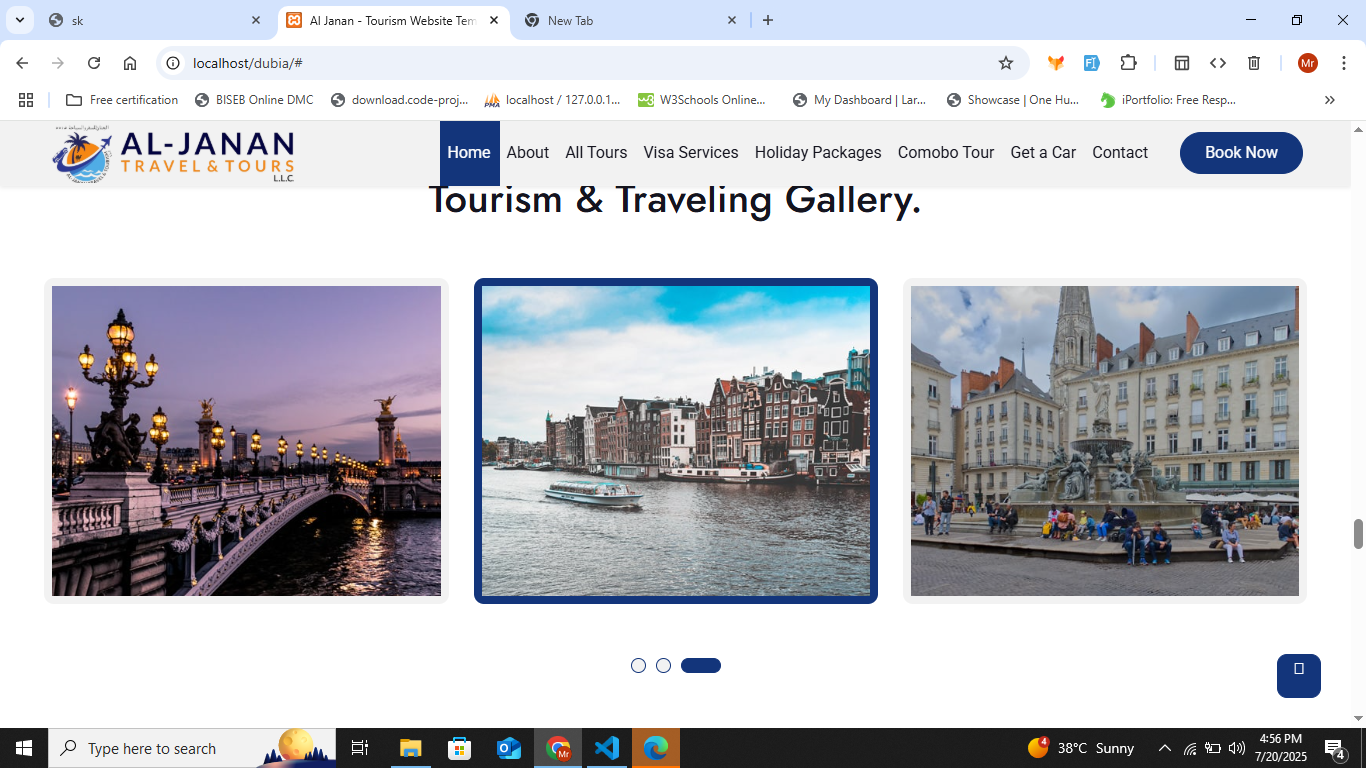 sk
Al Janan - Tourism Website Tem
New Tab
localhost/dubia/#
Mr
Free certification
BISEB Online DMC
download.code-proj...
localhost / 127.0.0.1...
W3Schools Online...
My Dashboard | Lar...
Showcase | One Hu...
iPortfolio: Free Resp...
AL-JANAN
TRAVEL & TOURS
L.L.C.
Home
About
All Tours
Visa Services
Holiday Packages
Comobo Tour
Get a Car
Contact
Book Now
Tourism & Traveling Gallery.
Type here to search
Mr
4
38°C Sunny
4:56 PM
7/20/2025
4